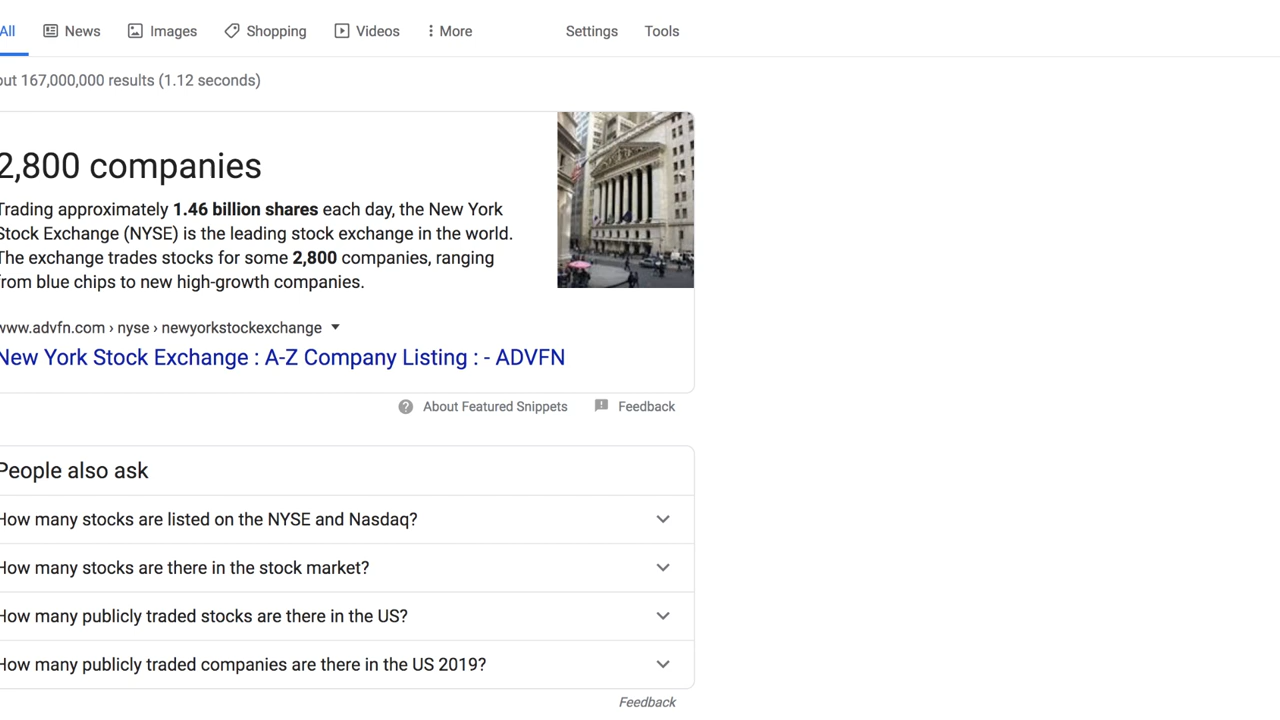 All News Images Shopping Videos More Settings Tools
out 167,000,000 results (1.12 seconds)
2,800 companies
Trading approximately 1.46 billion shares each day, the New York
Stock Exchange (NYSE) is the leading stock exchange in the world.
The exchange trades stocks for some 2,800 companies, ranging
from blue chips to new high-growth companies.
www.advfn.com › nyse › newyorkstockexchange
New York Stock Exchange : A-Z Company Listing : - ADVFN
About Featured Snippets Feedback
People also ask
How many stocks are listed on the NYSE and Nasdaq?
How many stocks are there in the stock market?
How many publicly traded stocks are there in the US?
How many publicly traded companies are there in the US 2019?
Feedback